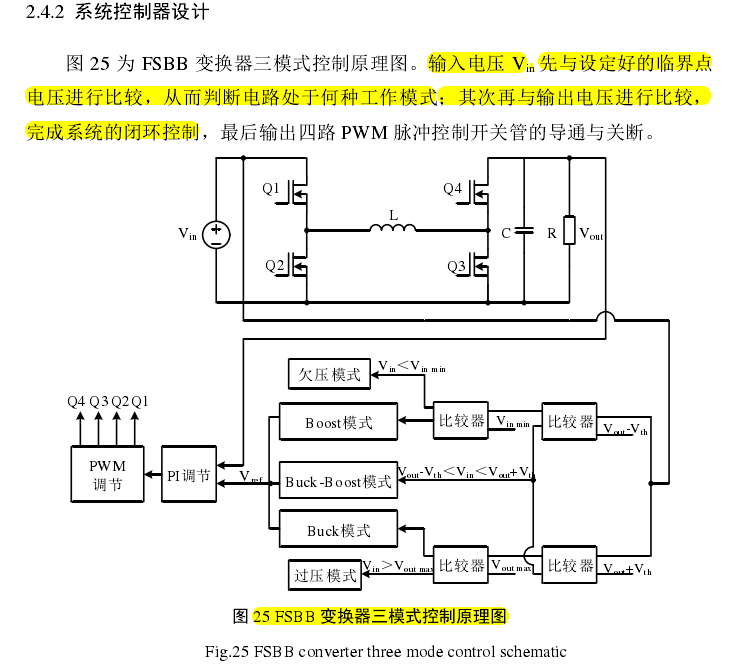 2.4.2 系统控制器设计
图 25 为 FSBB 变换器三模式控制原理图。输入电压 Vin 先与设定好的临界点
电压进行比较，从而判断电路处于何种工作模式；其次再与输出电压进行比较，
完成系统的闭环控制，最后输出四路 PWM 脉冲控制开关管的导通与关断。
Q1
Q4
L
Vin
C
R
Vout
Q2
Q3
欠压模式
Vin＜Vin min
Q4 Q3 Q2 Q1
Boost模式
比较器
Vin min
比较器
Vout-Vth
PWM
调节
PI调节
Vref
Buck-Boost模式
Vout-Vth＜Vin＜Vout+Vth
Buck模式
过压模式
Vin＞Vout max
比较器
Vout max
比较器
Vout+Vth
图 25 FSBB 变换器三模式控制原理图
Fig.25 FSBB converter three mode control schematic